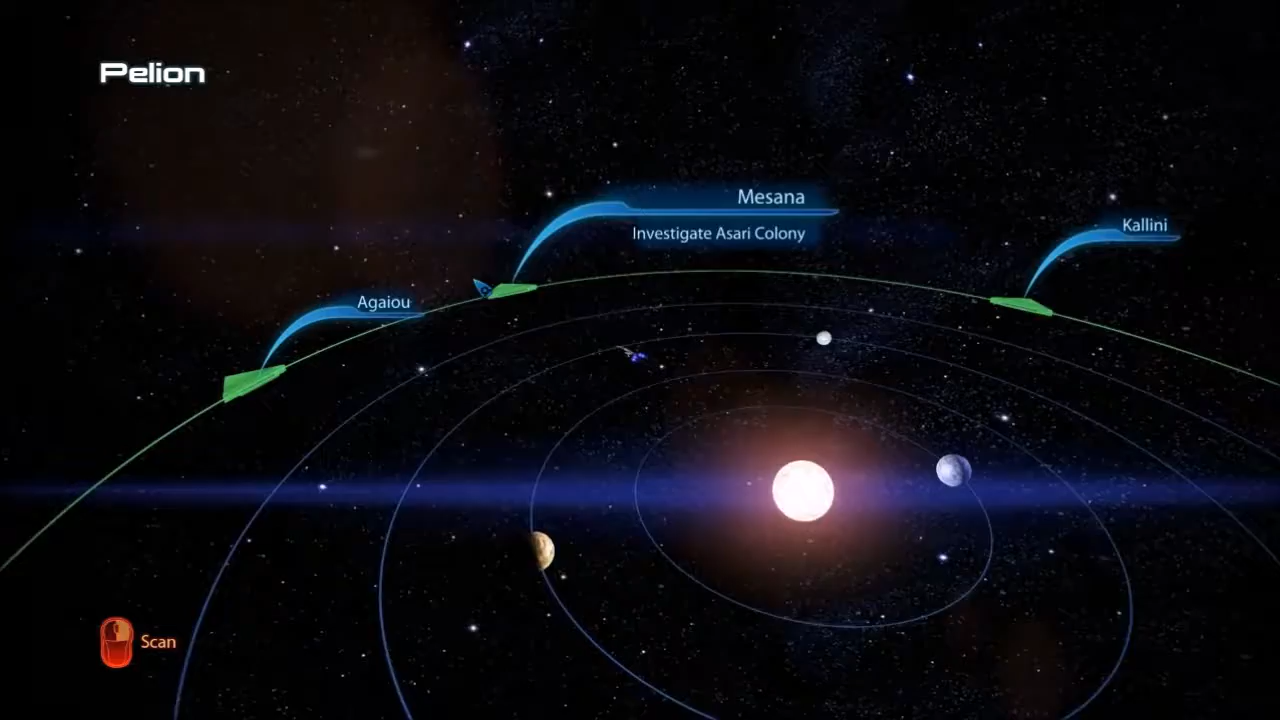 Pelion
Mesana
Investigate Asari Colony
Kallini
Agaiou
Scan